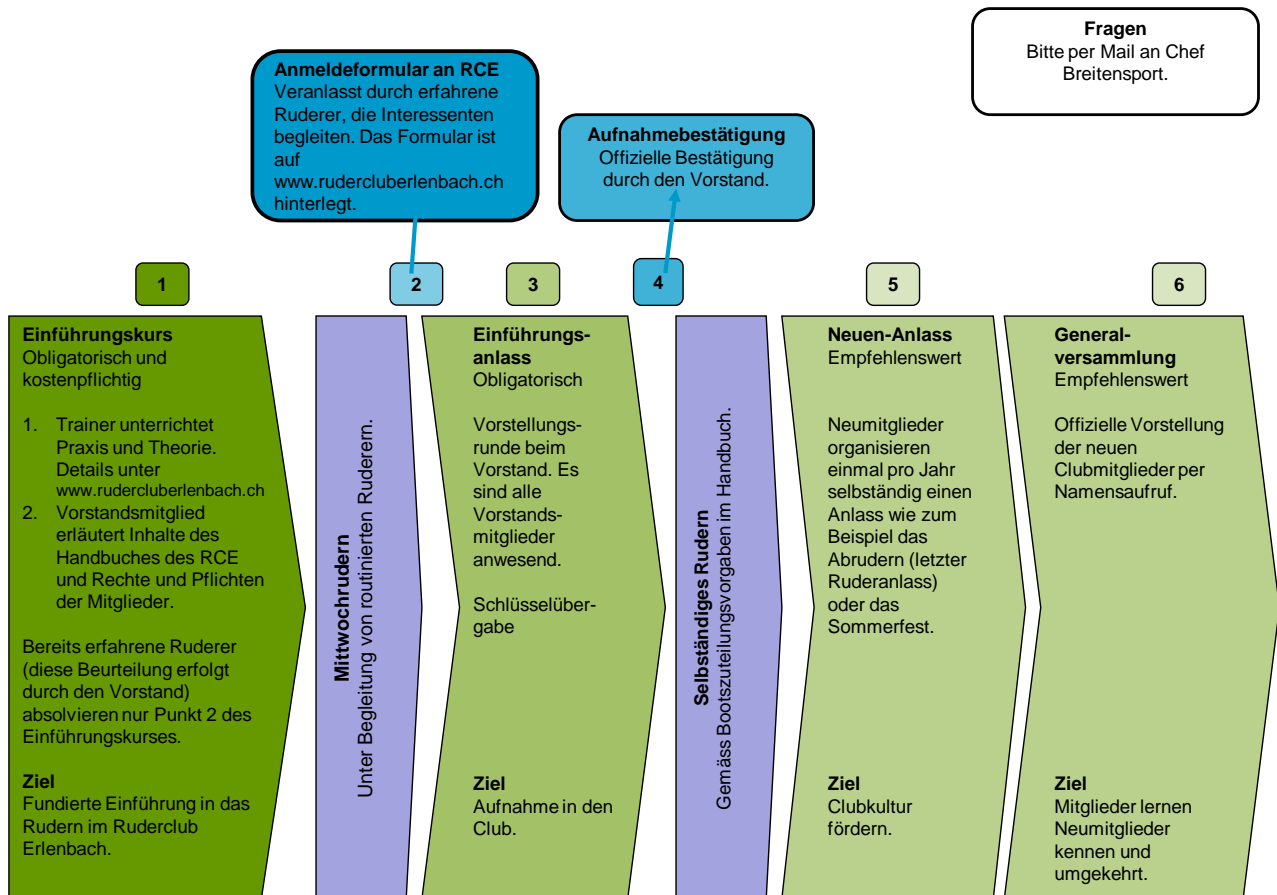 Fragen
Bitte per Mail an Chef
Breitensport.
Anmeldeformular an RCE
Veranlasst durch erfahrene
Ruderer, die Interessenten
begleiten. Das Formular ist
auf
www.rudercluberlenbach.ch
hinterlegt.
Aufnahmebestätigung
Offizielle Bestätigung
durch den Vorstand.
1
2
3
4
5
6
Einführungskurs
Obligatorisch und
kostenpflichtig
1. Trainer unterrichtet
Praxis und Theorie.
Details unter
www.rudercluberlenbach.ch
2. Vorstandsmitglied
erläutert Inhalte des
Handbuches des RCE
und Rechte und Pflichten
der Mitglieder.
Bereits erfahrene Ruderer
(diese Beurteilung erfolgt
durch den Vorstand)
absolvieren nur Punkt 2 des
Einführungskurses.
Ziel
Fundierte Einführung in das
Rudern im Ruderclub
Erlenbach.
Mittwochrudern
Unter Begleitung von routinierten Ruderern.
Einführungs-
anlass
Obligatorisch
Vorstellungs-
runde beim
Vorstand. Es
sind alle
Vorstands-
mitglieder
anwesend.
Schlüsselüber-
gabe
Ziel
Aufnahme in den
Club.
Selbständiges Rudern
Gemäss Bootszuteilungsvorgaben im Handbuch.
Neuen-Anlass
Empfehlenswert
Neumitglieder
organisieren
einmal pro Jahr
selbständig einen
Anlass wie zum
Beispiel das
Abrudern (letzter
Ruderanlass)
oder das
Sommerfest.
Ziel
Clubkultur
fördern.
General-
versammlung
Empfehlenswert
Offizielle Vorstellung
der neuen
Clubmitglieder per
Namensaufruf.
Ziel
Mitglieder lernen
Neumitglieder
kennen und
umgekehrt.